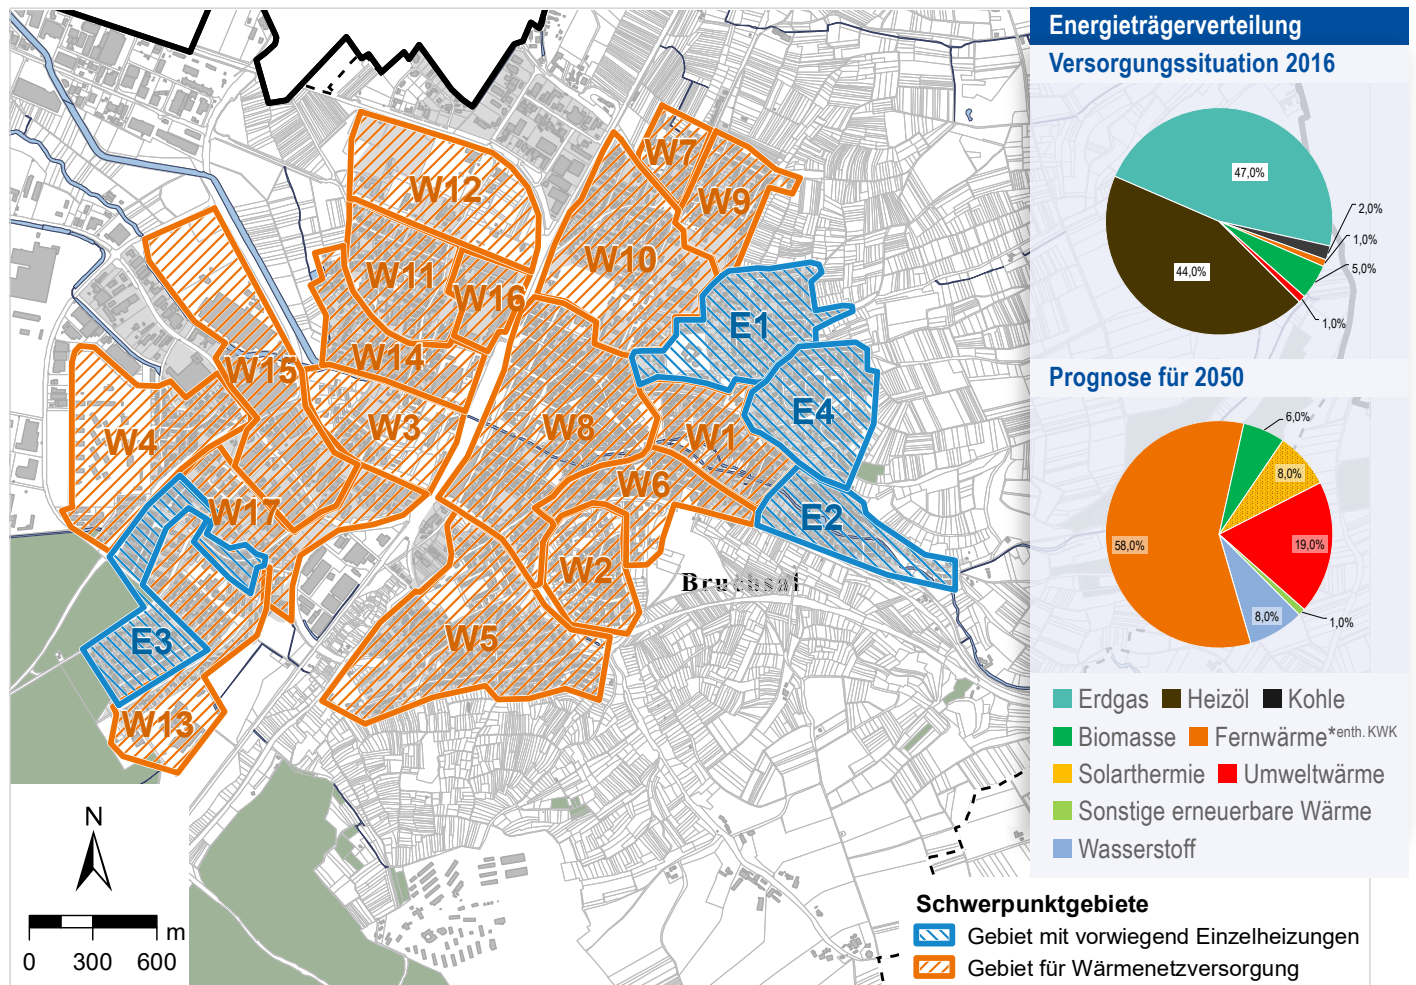 Energieträgerverteilung
Versorgungssituation 2016
47,0%
2,0%
1,0%
5,0%
1,0%
44,0%
Prognose für 2050
6,0%
8,0%
19,0%
1,0%
8,0%
58,0%
Erdgas Heizöl Kohle
Biomasse Fernwärme*enth. KWK
Solarthermie Umweltwärme
Sonstige erneuerbare Wärme
Wasserstoff
W7
W12
W9
W10
W11
W16
E1
W14
W15
E4
W4
W3
W8
W1
W6
W17
E2
W2
Bruchsal
E3
W5
W13
N
m
0 300 600
Schwerpunktgebiete
Gebiet mit vorwiegend Einzelheizungen
Gebiet für Wärmenetzversorgung